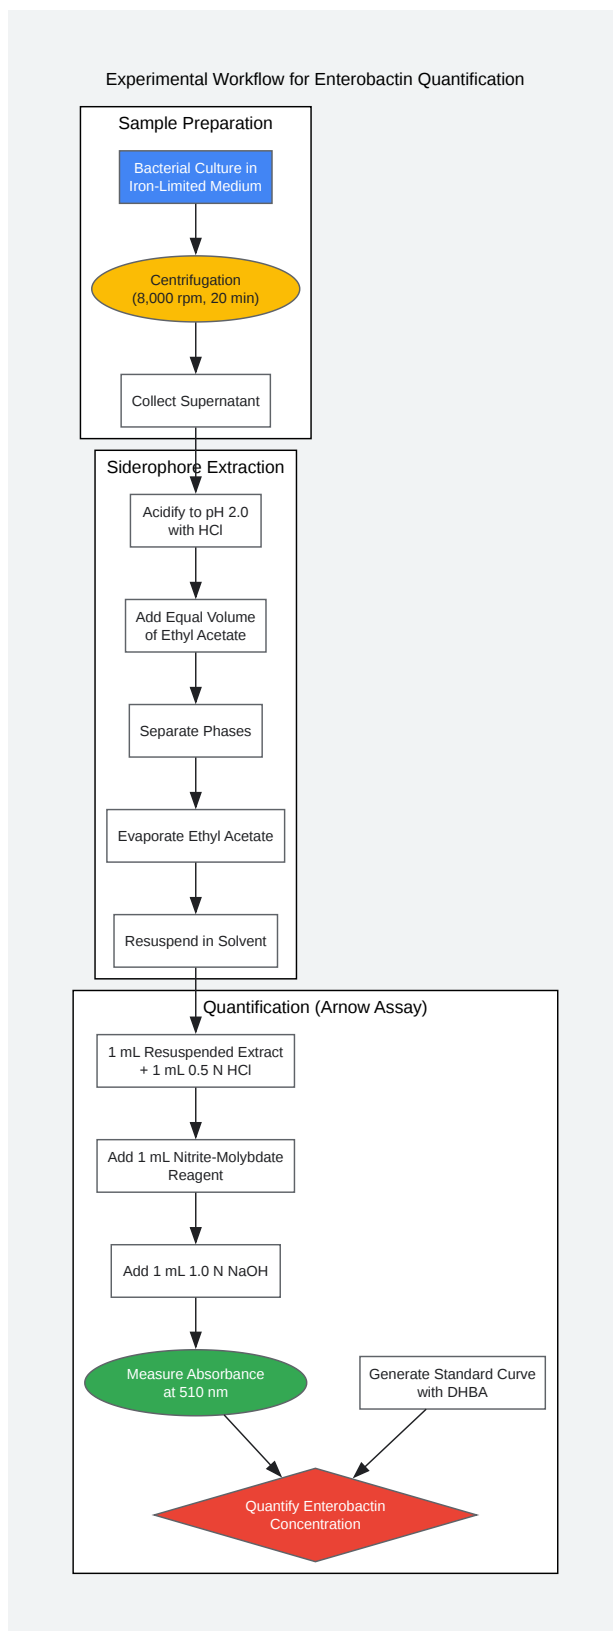 Experimental Workflow for Enterobactin Quantification
Sample Preparation
Bacterial Culture in
Iron-Limited Medium
Centrifugation
(8,000 rpm, 20 min)
Collect Supernatant
Siderophore Extraction
Acidify to pH 2.0
with HCl
Add Equal Volume
of Ethyl Acetate
Separate Phases
Evaporate Ethyl Acetate
Resuspend in Solvent
Quantification (Arnow Assay)
1 mL Resuspended Extract
+ 1 mL 0.5 N HCl
Add 1 mL Nitrite-Molybdate
Reagent
Add 1 mL 1.0 N NaOH
Measure Absorbance
at 510 nm
Generate Standard Curve
with DHBA
Quantify Enterobactin
Concentration